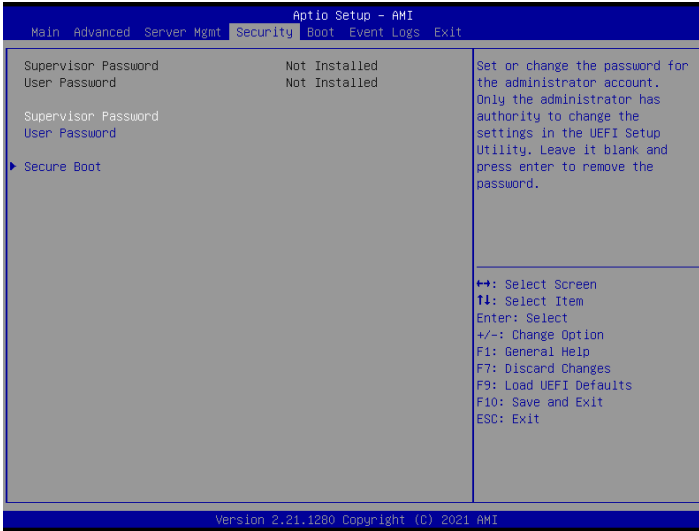 Aptio Setup – AMI
Main Advanced Server Mgmt Security Boot Event Logs Exit
Supervisor Password Not Installed
User Password Not Installed
Supervisor Password
User Password
▶ Secure Boot
Set or change the password for
the administrator account.
Only the administrator has
authority to change the
settings in the UEFI Setup
Utility. Leave it blank and
press enter to remove the
password.
↔: Select Screen
↑↓: Select Item
Enter: Select
+/-: Change Option
F1: General Help
F7: Discard Changes
F9: Load UEFI Defaults
F10: Save and Exit
ESC: Exit
Version 2.21.1280 Copyright (C) 2021 AMI